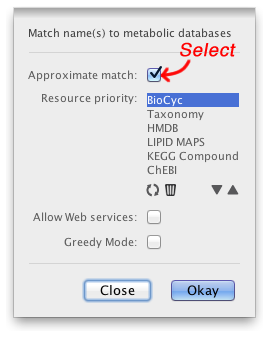 Match name(s) to metabolic databases
Select
Approximate match:
Resource priority:
BioCyc
Taxonomy
HMDB
LIPID MAPS
KEGG Compound
ChEBI
Allow Web services:
Greedy Mode:
Close
Okay